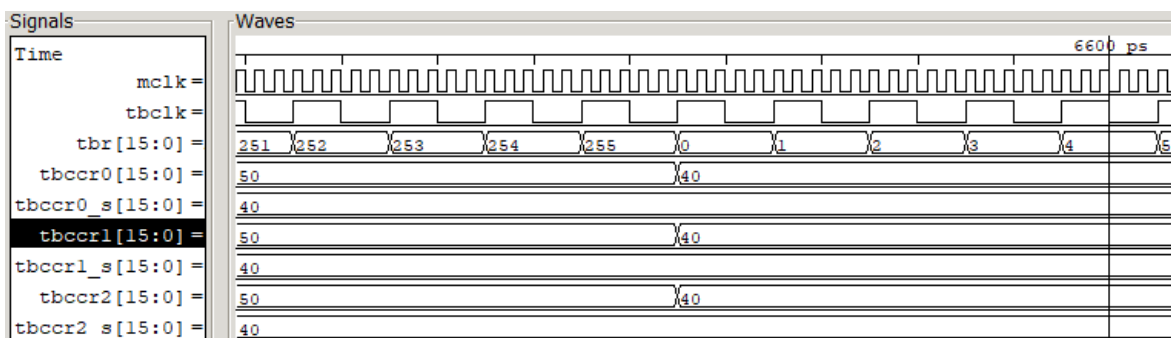 Signals Waves
Time 6600 ps
mclk =
tbclk =
tbr[15:0] = 251 252 253 254 255 0 1 2 3 4 5
tbccr0[15:0] = 50 40
tbccr0_s[15:0] = 40
tbccr1[15:0] = 50 40
tbccr1_s[15:0] = 40
tbccr2[15:0] = 50 40
tbccr2_s[15:0] = 40